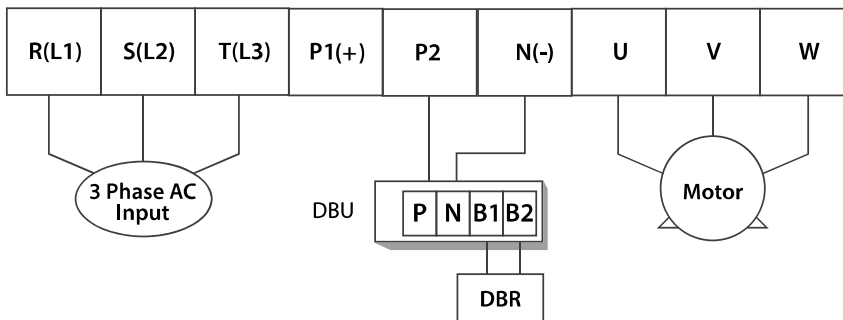 R(L1) S(L2) T(L3) P1(+) P2 N(-) U V W
3 Phase AC
Input
DBU
P N B1 B2
Motor
DBR